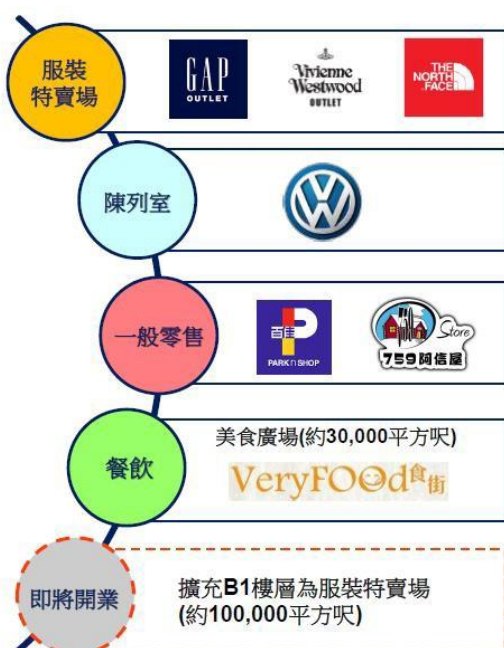 服裝
特賣場
GAP
OUTLET
Vivienne
Westwood
OUTLET
THE
NORTH
FACE
陳列室
一般零售
百佳
PARKnSHOP
Store
759阿信屋
餐飲
美食廣場(約30,000平方呎)
VeryFOOd食街
即將開業
擴充B1樓層為服裝特賣場
(約100,000平方呎)